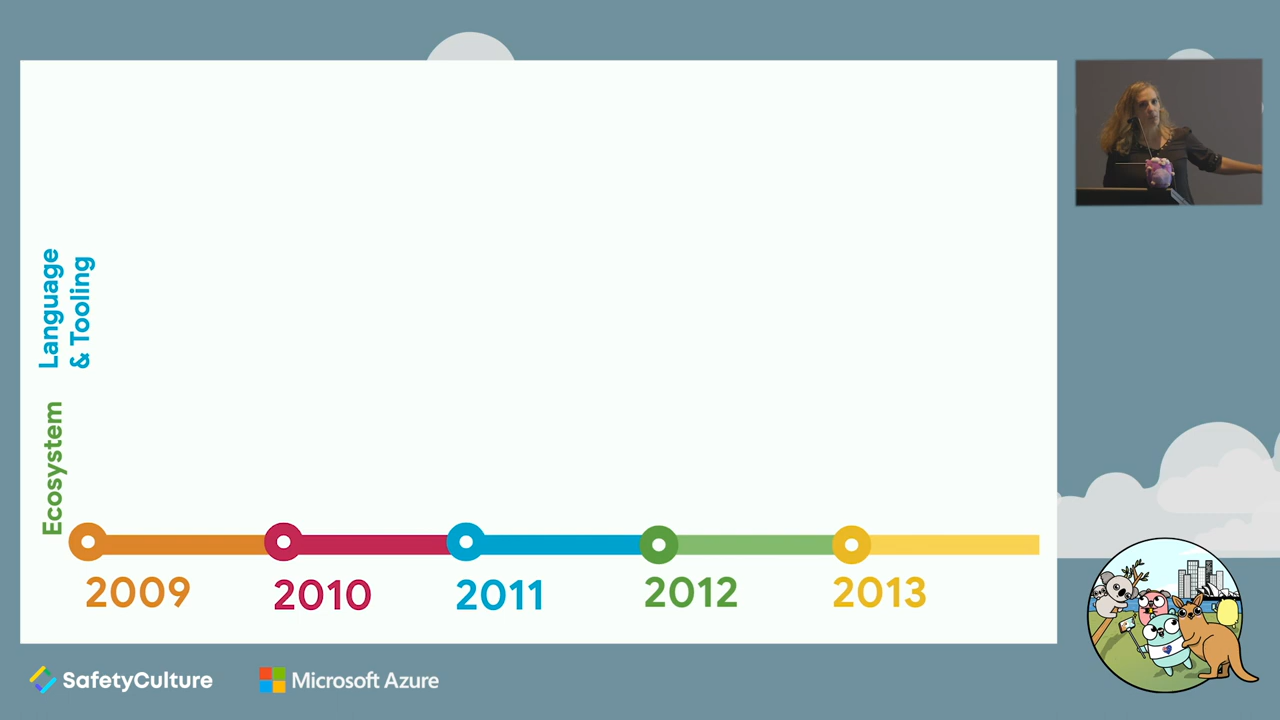 Language
& Tooling
Ecosystem
2009
2010
2011
2012
2013
SafetyCulture
Microsoft Azure